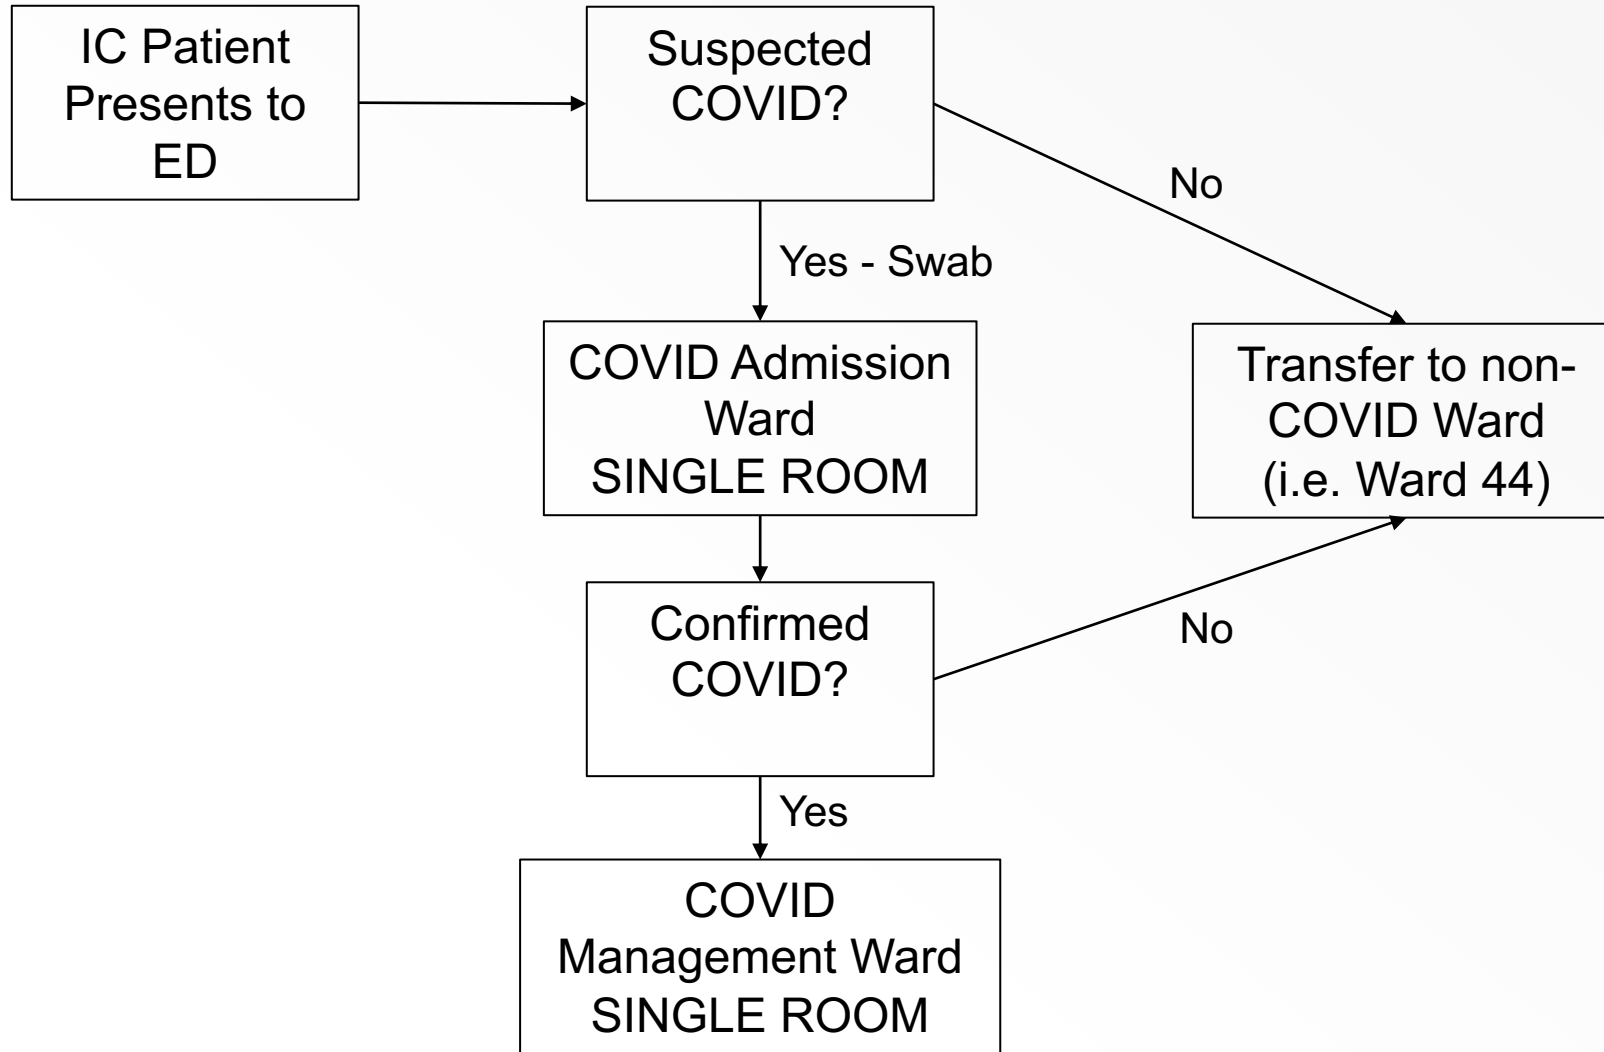 IC Patient
Presents to
ED
Suspected
COVID?
No
Yes - Swab
COVID Admission
Ward
SINGLE ROOM
Transfer to non-
COVID Ward
(i.e. Ward 44)
Confirmed
COVID?
No
Yes
COVID
Management Ward
SINGLE ROOM